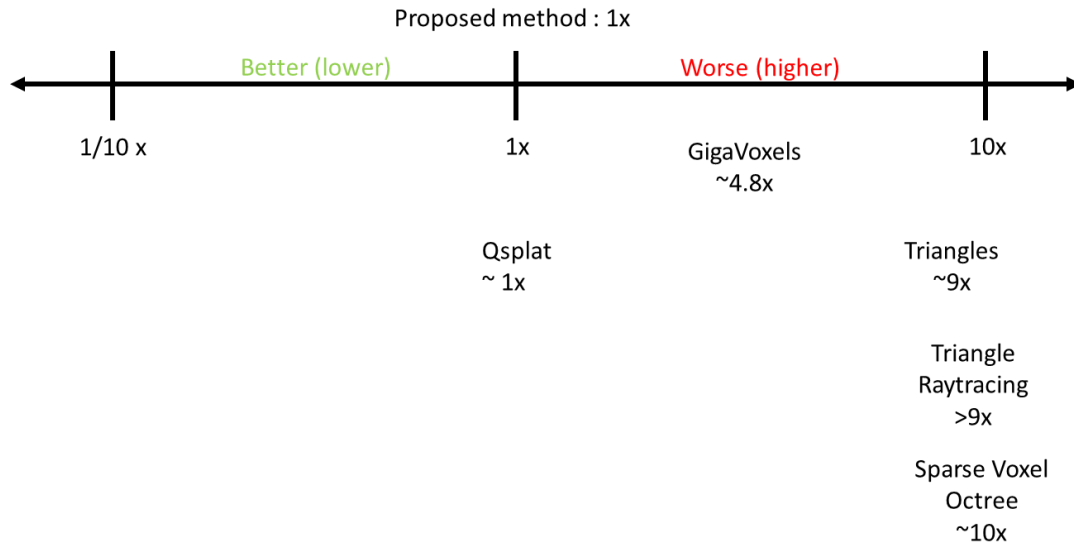 Proposed method : 1x
Better (lower)
Worse (higher)
1/10 x
1x
10x
GigaVoxels
~4.8x
Qsplat
~ 1x
Triangles
~9x
Triangle
Raytracing
>9x
Sparse Voxel
Octree
~10x